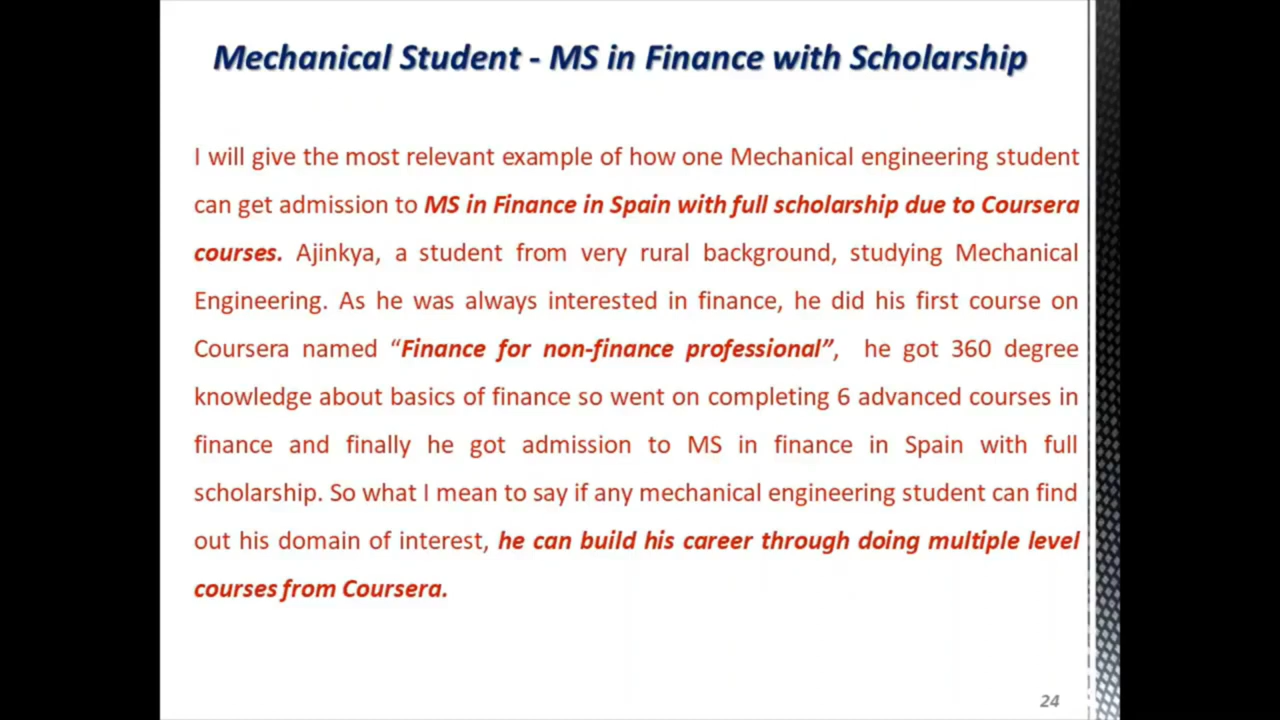 Mechanical Student - MS in Finance with Scholarship
I will give the most relevant example of how one Mechanical engineering student
can get admission to MS in Finance in Spain with full scholarship due to Coursera
courses. Ajinkya, a student from very rural background, studying Mechanical
Engineering. As he was always interested in finance, he did his first course on
Coursera named “Finance for non-finance professional”, he got 360 degree
knowledge about basics of finance so went on completing 6 advanced courses in
finance and finally he got admission to MS in finance in Spain with full
scholarship. So what I mean to say if any mechanical engineering student can find
out his domain of interest, he can build his career through doing multiple level
courses from Coursera.
24